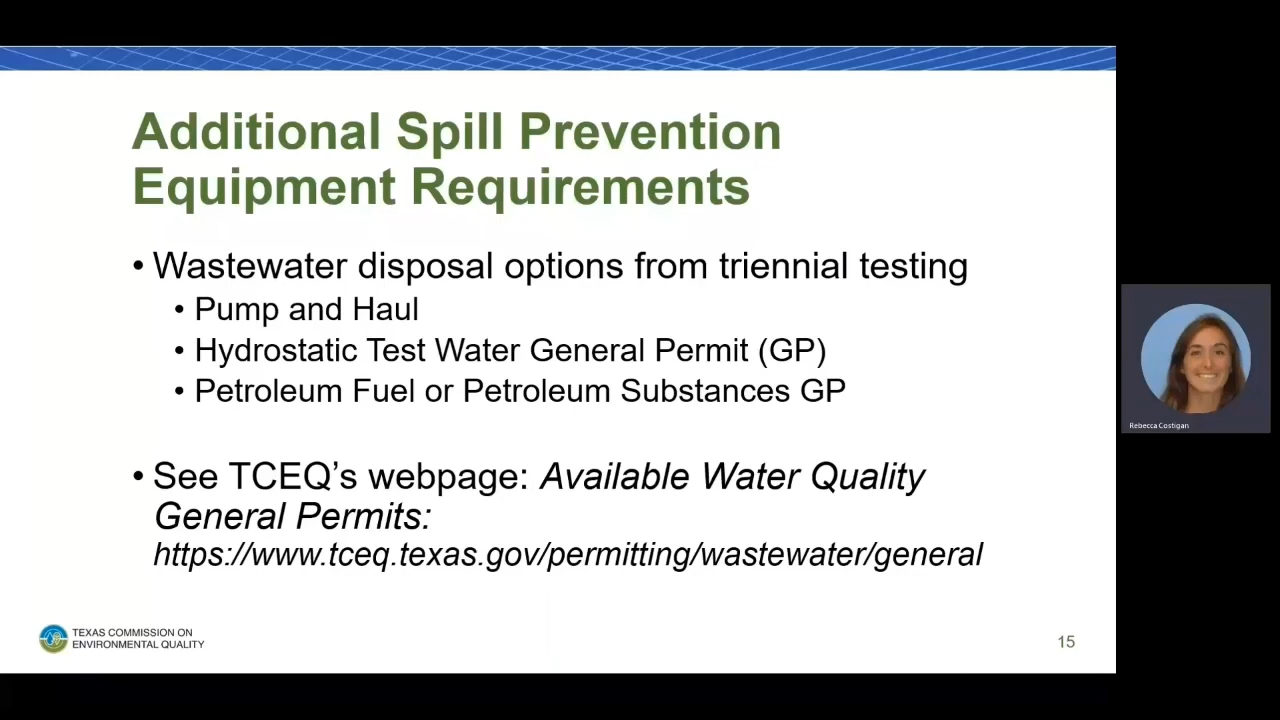 Additional Spill Prevention
Equipment Requirements
• Wastewater disposal options from triennial testing
• Pump and Haul
• Hydrostatic Test Water General Permit (GP)
• Petroleum Fuel or Petroleum Substances GP
• See TCEQ’s webpage: Available Water Quality
General Permits:
https://www.tceq.texas.gov/permitting/wastewater/general
TEXAS COMMISSION ON
ENVIRONMENTAL QUALITY
15
Rebecca Costigan